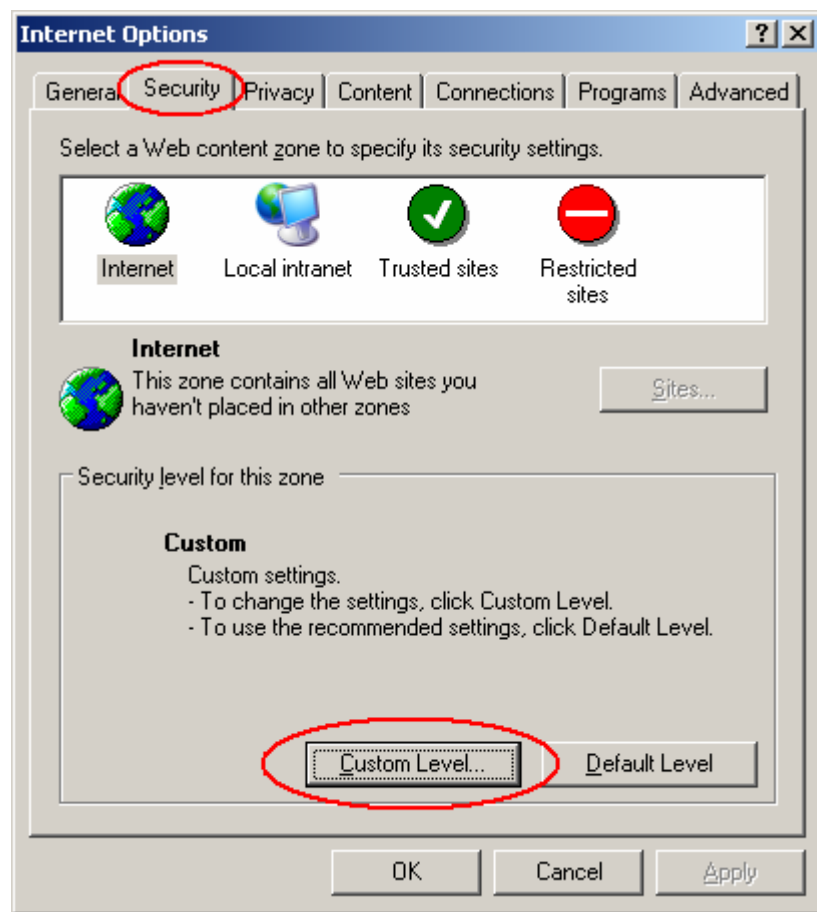 Internet Options
General Security Privacy Content Connections Programs Advanced
Select a Web content zone to specify its security settings.
Internet Local intranet Trusted sites Restricted sites
Internet
This zone contains all Web sites you
haven't placed in other zones
Sites...
Security level for this zone
Custom
Custom settings.
- To change the settings, click Custom Level.
- To use the recommended settings, click Default Level.
Custom Level... Default Level
OK Cancel Apply